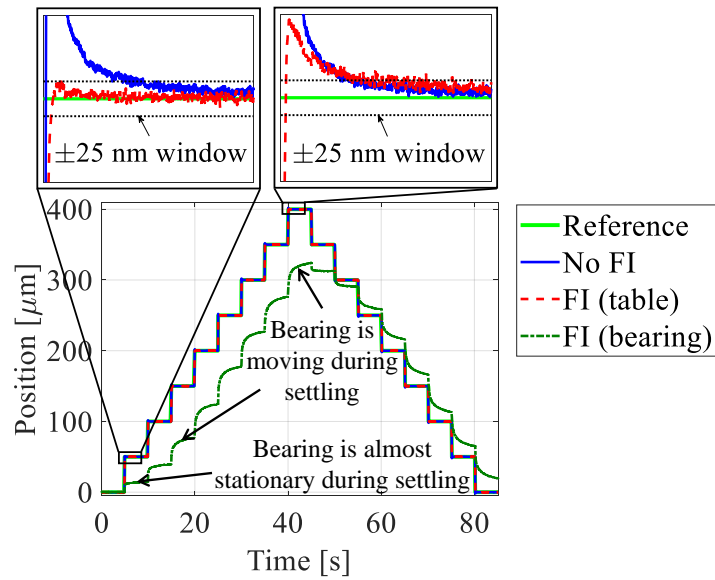 ±25 nm window
±25 nm window
400
300
200
100
0
Position [μm]
0
20
40
60
80
Time [s]
Bearing is
moving during
settling
Bearing is almost
stationary during settling
Reference
No FI
FI (table)
FI (bearing)